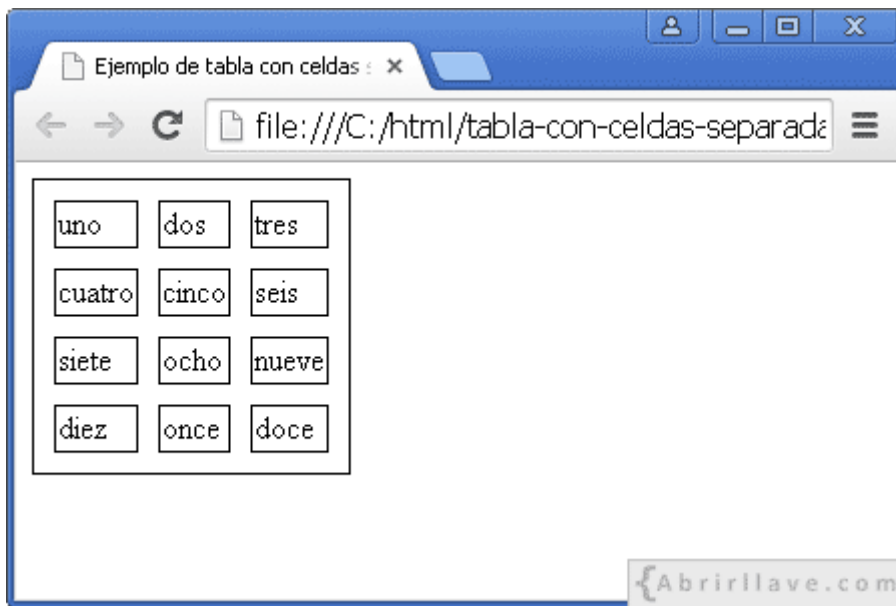 Ejemplo de tabla con celdas s
file:///C:/html/tabla-con-celdas-separada
uno dos tres
cuatro cinco seis
siete ocho nueve
diez once doce
{Abrirllave.com